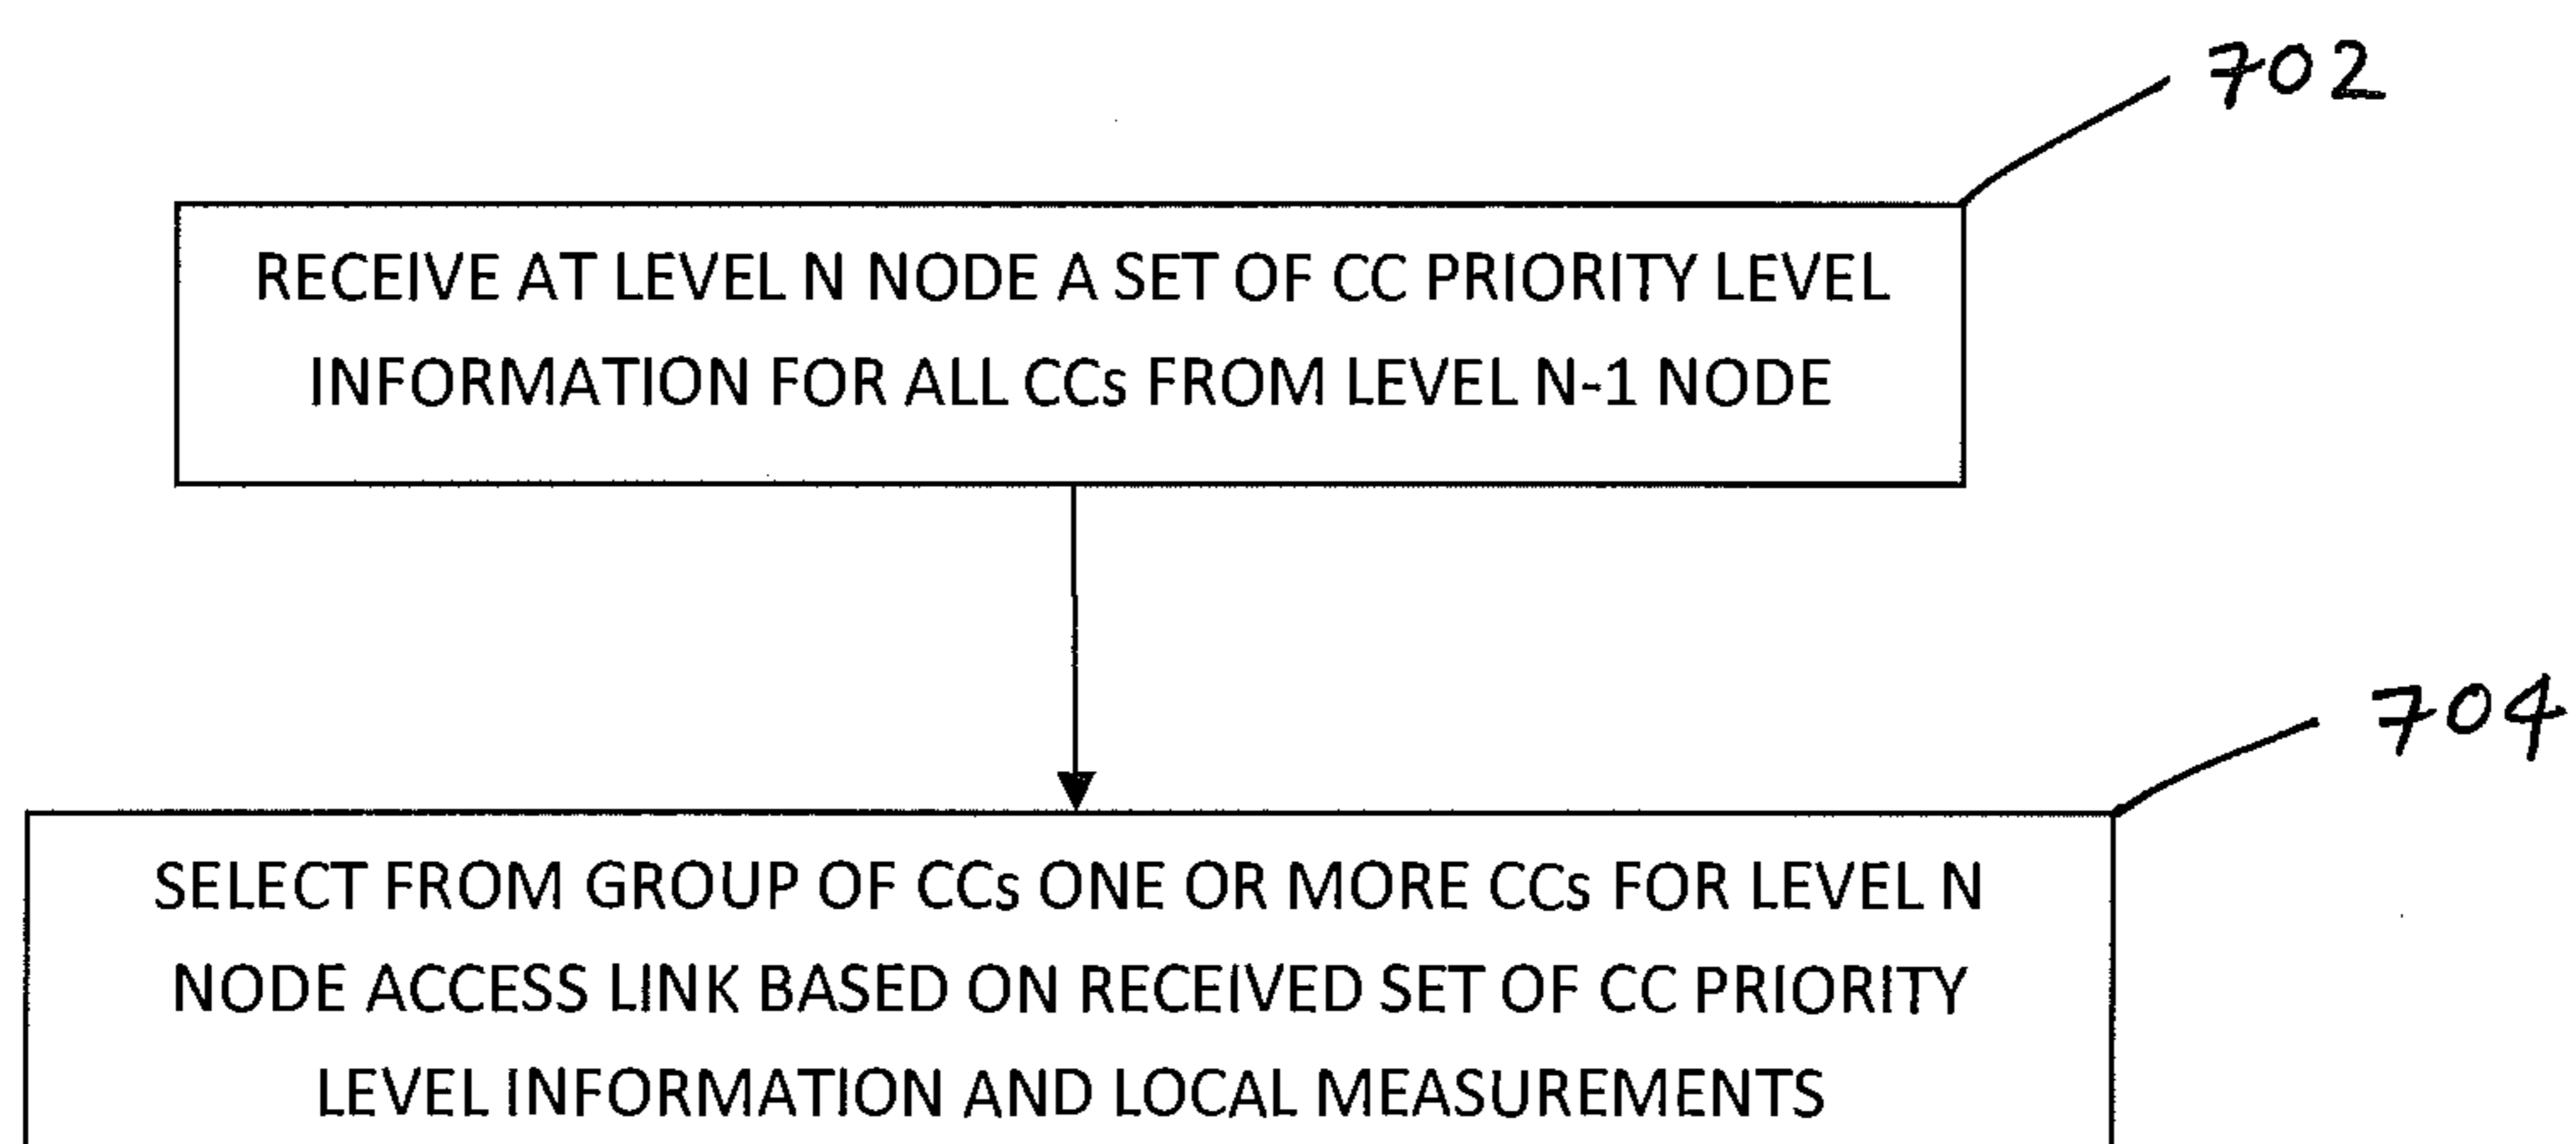 702
RECEIVE AT LEVEL N NODE A SET OF CC PRIORITY LEVEL
INFORMATION FOR ALL CCs FROM LEVEL N-1 NODE
704
SELECT FROM GROUP OF CCs ONE OR MORE CCs FOR LEVEL N
NODE ACCESS LINK BASED ON RECEIVED SET OF CC PRIORITY
LEVEL INFORMATION AND LOCAL MEASUREMENTS